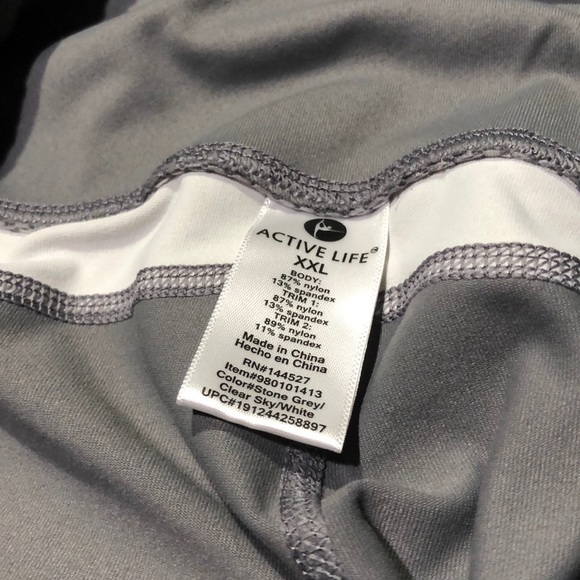 ACTIVE LIFE®
XXL
BODY:
87% nylon
13% spandex
TRIM 1:
87% nylon
13% spandex
TRIM 2:
89% nylon
11% spandex
Made in China
Hecho en China
RN#144527
Item#980101413
Color#Stone Grey/
Clear Sky/White
UPC#191244258897